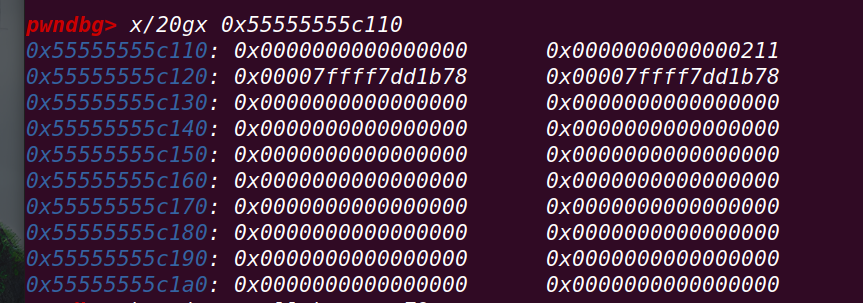 pwndbg> x/20gx 0x55555555c110
0x55555555c110: 0x0000000000000000 0x0000000000000211
0x55555555c120: 0x00007ffff7dd1b78 0x00007ffff7dd1b78
0x55555555c130: 0x0000000000000000 0x0000000000000000
0x55555555c140: 0x0000000000000000 0x0000000000000000
0x55555555c150: 0x0000000000000000 0x0000000000000000
0x55555555c160: 0x0000000000000000 0x0000000000000000
0x55555555c170: 0x0000000000000000 0x0000000000000000
0x55555555c180: 0x0000000000000000 0x0000000000000000
0x55555555c190: 0x0000000000000000 0x0000000000000000
0x55555555c1a0: 0x0000000000000000 0x0000000000000000